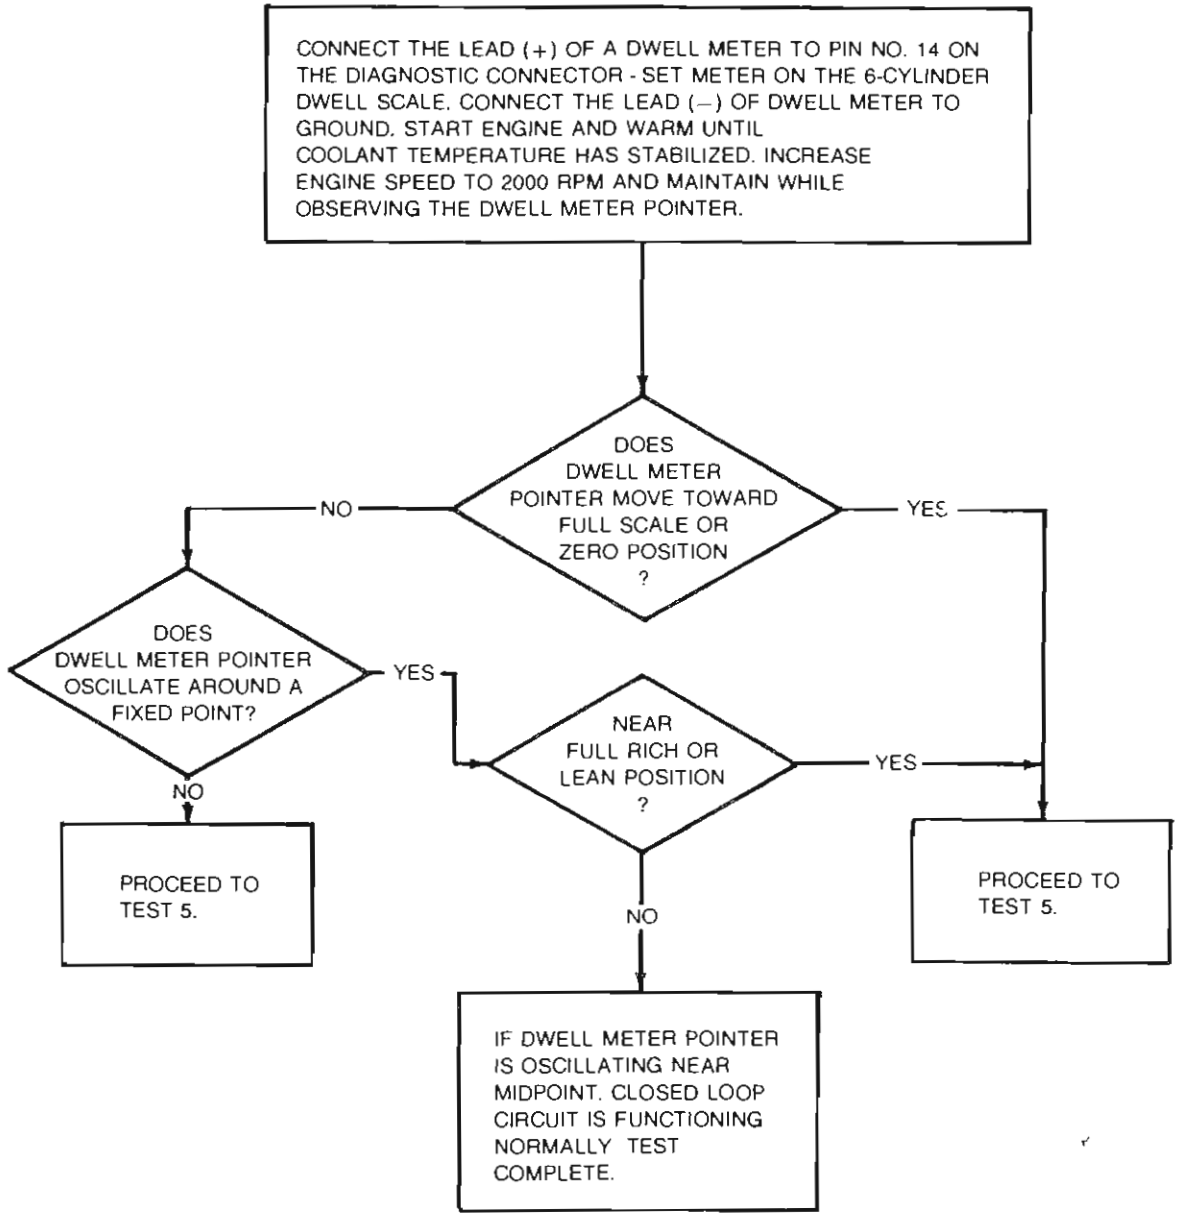 CONNECT THE LEAD (+) OF A DWELL METER TO PIN NO. 14 ON
THE DIAGNOSTIC CONNECTOR - SET METER ON THE 6-CYLINDER
DWELL SCALE. CONNECT THE LEAD (—) OF DWELL METER TO
GROUND. START ENGINE AND WARM UNTIL
COOLANT TEMPERATURE HAS STABILIZED. INCREASE
ENGINE SPEED TO 2000 RPM AND MAINTAIN WHILE
OBSERVING THE DWELL METER POINTER.
DOES
DWELL METER
POINTER MOVE TOWARD
FULL SCALE OR
ZERO POSITION
?
NO
YES
DOES
DWELL METER POINTER
OSCILLATE AROUND A
FIXED POINT?
YES
NO
NEAR
FULL RICH OR
LEAN POSITION
?
YES
NO
PROCEED TO
TEST 5.
PROCEED TO
TEST 5.
IF DWELL METER POINTER
IS OSCILLATING NEAR
MIDPOINT. CLOSED LOOP
CIRCUIT IS FUNCTIONING
NORMALLY TEST
COMPLETE.